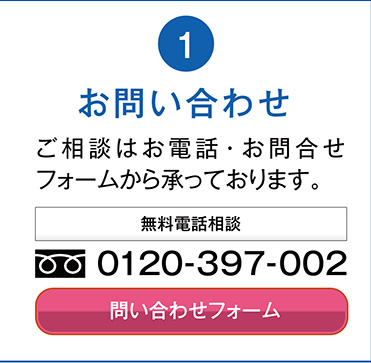 1
お問い合わせ
ご相談はお電話・お問合せ
フォームから承っております。
無料電話相談
0120-397-002
問い合わせフォーム